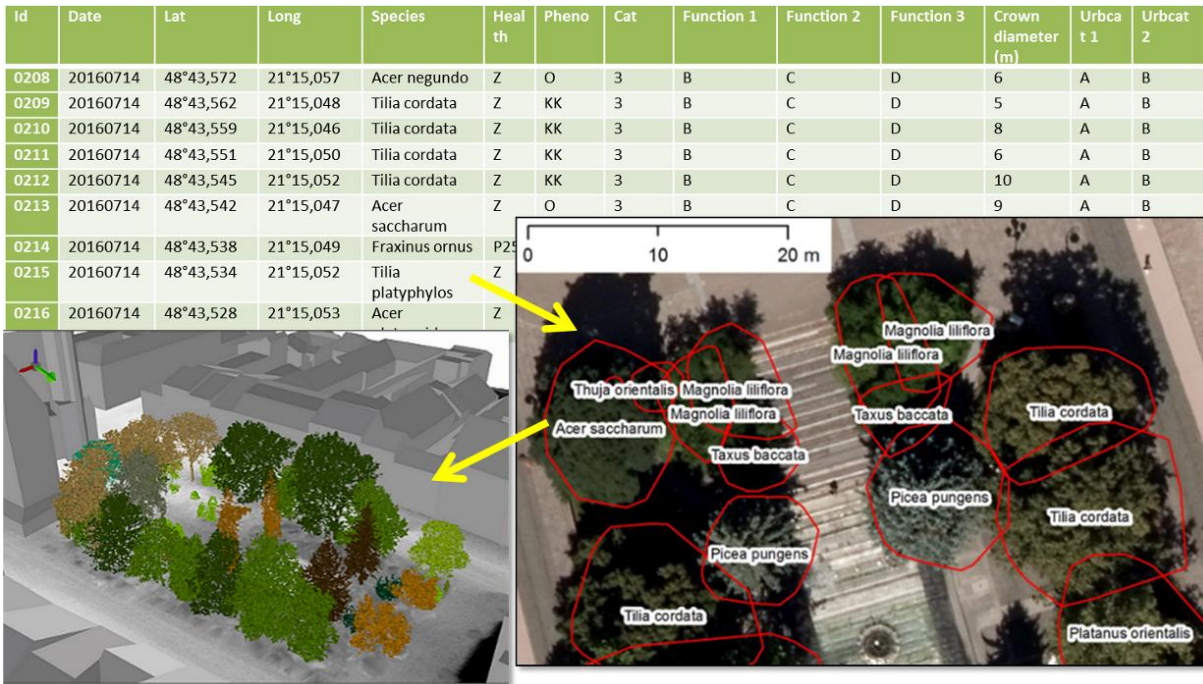 Id Date Lat Long Species Heal Pheno Cat Function 1 Function 2 Function 3 Crown Urbca Urbcat
th diameter t 1 2
(m)
0208 20160714 48°43,572 21°15,057 Acer negundo Z O 3 B C D 6 A B
0209 20160714 48°43,562 21°15,048 Tilia cordata Z KK 3 B C D 5 A B
0210 20160714 48°43,559 21°15,046 Tilia cordata Z KK 3 B C D 8 A B
0211 20160714 48°43,551 21°15,050 Tilia cordata Z KK 3 B C D 6 A B
0212 20160714 48°43,545 21°15,052 Tilia cordata Z KK 3 B C D 10 A B
0213 20160714 48°43,542 21°15,047 Acer Z O 3 B C D 9 A B
saccharum
0214 20160714 48°43,538 21°15,049 Fraxinus ornus P25
0215 20160714 48°43,534 21°15,052 Tilia Z
platyphylos
0216 20160714 48°43,528 21°15,053 Acer Z
0 10 20 m
Magnolia liliflora
Magnolia liliflora
Thuja orientalis Magnolia liliflora
Magnolia liliflora Taxus baccata Tilia cordata
Acer saccharum
Taxus baccata
Picea pungens
Tilia cordata
Picea pungens
Tilia cordata
Platanus orientalis